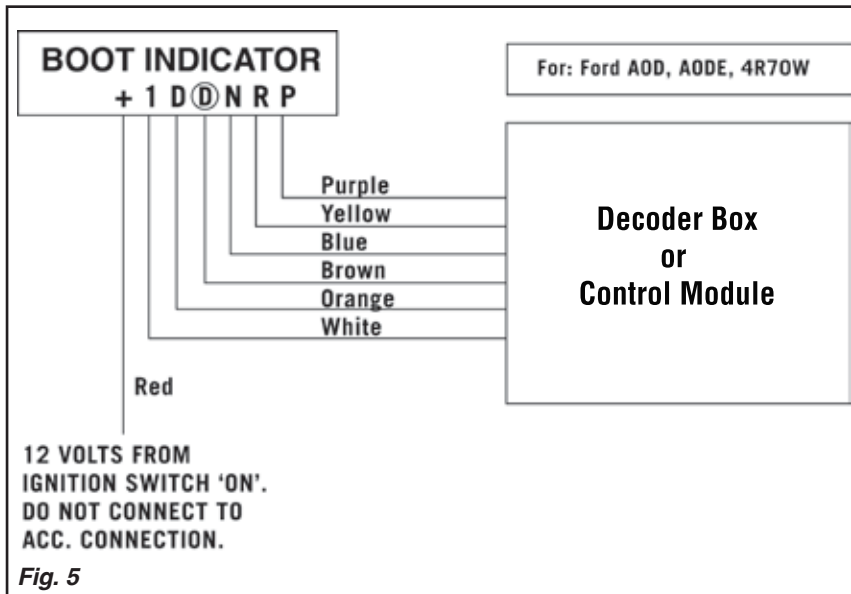 BOOT INDICATOR
+ 1 D Ⓓ N R P
For: Ford AOD, AODE, 4R70W
Purple
Yellow
Blue
Brown
Orange
White
Decoder Box
or
Control Module
Red
12 VOLTS FROM
IGNITION SWITCH ‘ON’.
DO NOT CONNECT TO
ACC. CONNECTION.
Fig. 5